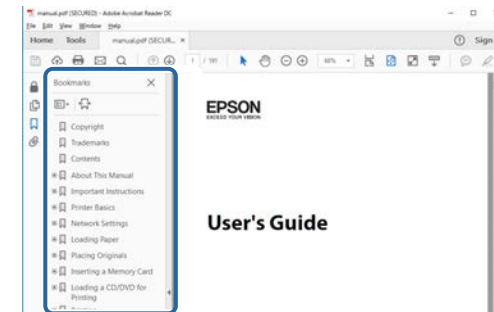 manual.pdf (SECURED) - Adobe Acrobat Reader DC
File Edit View Window Help
Home Tools manual.pdf (SECUR... × Sign
1 / 191
Bookmarks
Copyright
Trademarks
Contents
About This Manual
Important Instructions
Printer Basics
Network Settings
Loading Paper
Placing Originals
Inserting a Memory Card
Loading a CD/DVD for
Printing
EPSON
EXCEED YOUR VISION
User's Guide